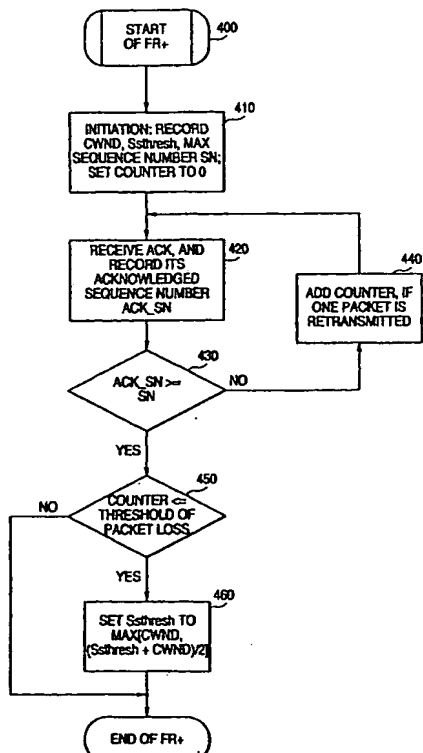 START
OF FR+
400
INITIATION: RECORD
CWND, Ssthresh, MAX
SEQUENCE NUMBER SN;
SET COUNTER TO 0
410
RECEIVE ACK, AND
RECORD ITS
ACKNOWLEDGED
SEQUENCE NUMBER
ACK_SN
420
ADD COUNTER, IF
ONE PACKET IS
RETRANSMITTED
440
ACK_SN >=
SN
430
NO
YES
COUNTER <=
THRESHOLD OF
PACKET LOSS
450
NO
YES
SET Ssthresh TO
MAX[CWND,
(Ssthresh + CWND)/2]
460
END OF FR+